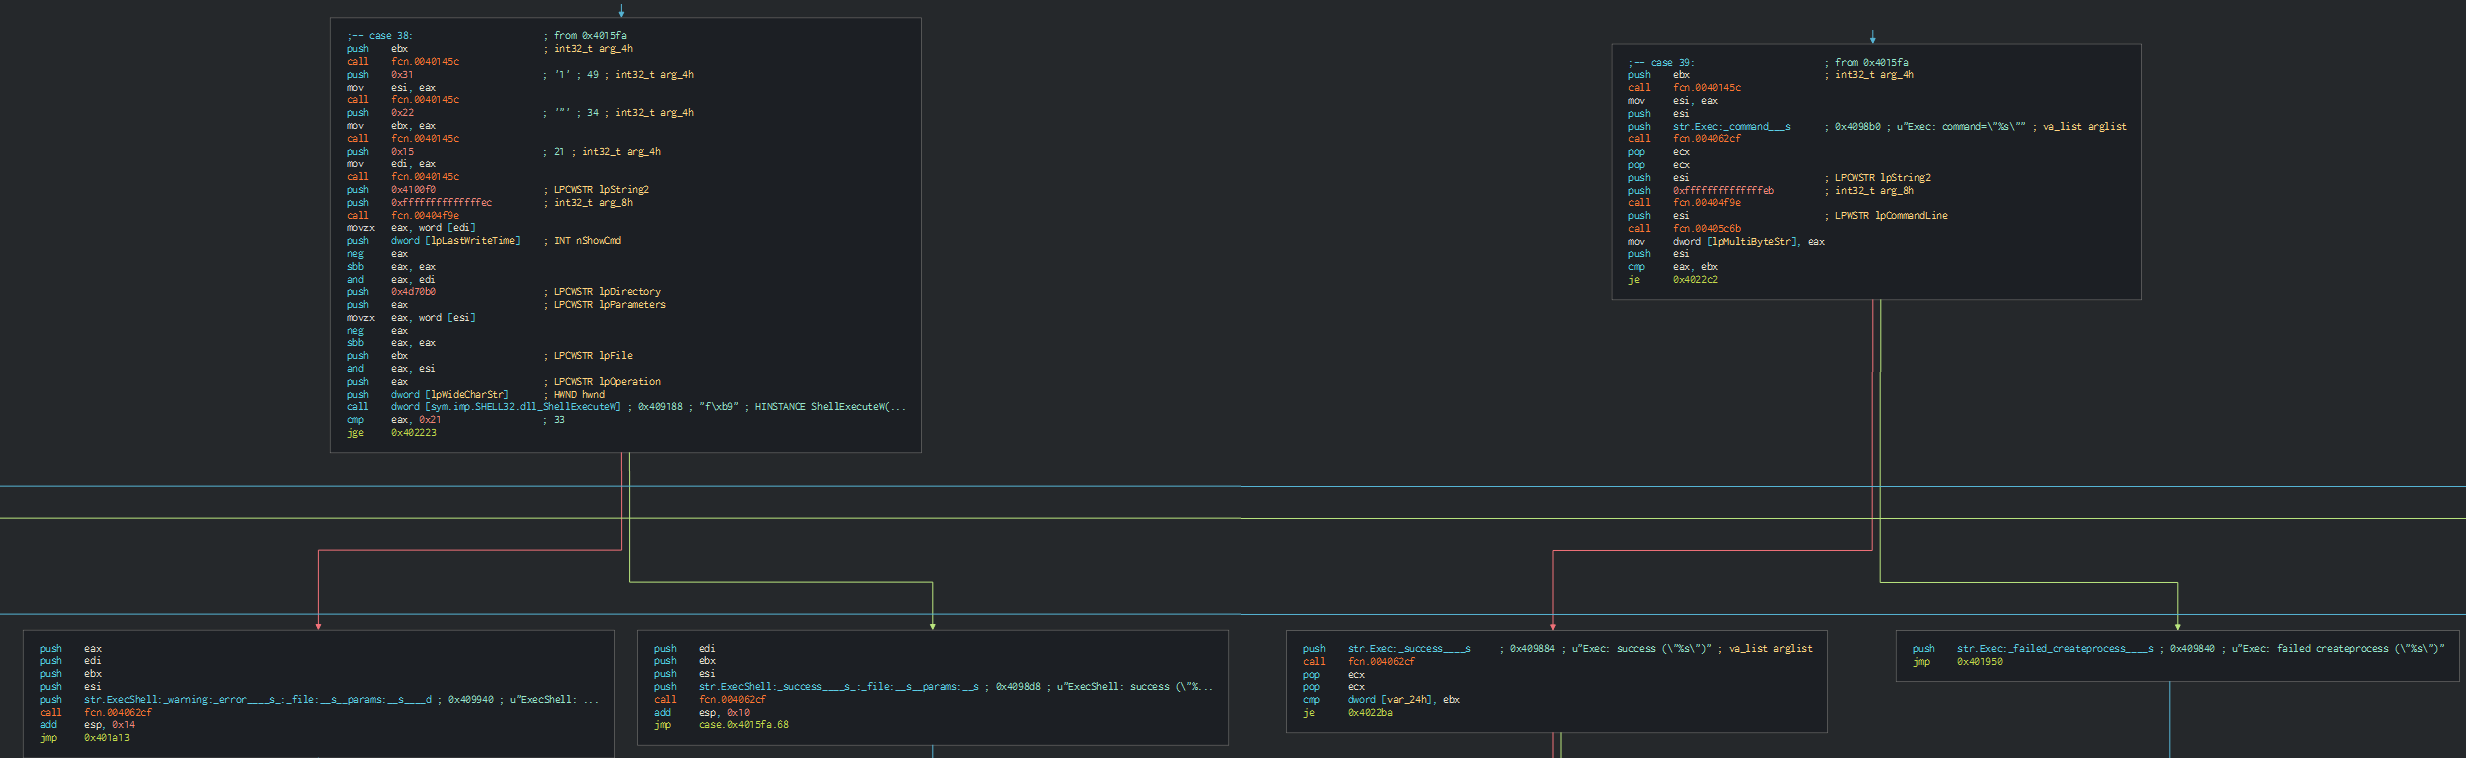 ;-- case 38: ; from 0x4015fa
push ebx ; int32_t arg_4h
call fcn.0040145c
push 0x31 ; '1' ; 49 ; int32_t arg_4h
mov esi, eax
call fcn.0040145c
push 0x22 ; '"' ; 34 ; int32_t arg_4h
mov ebx, eax
call fcn.0040145c
push 0x15 ; 21 ; int32_t arg_4h
mov edi, eax
call fcn.0040145c
push 0x4100f0 ; LPCWSTR lpString2
push 0xffffffffffffffec ; int32_t arg_8h
call fcn.00404f9e
movzx eax, word [edi]
push dword [lpLastWriteTime] ; INT nShowCmd
neg eax
sbb eax, eax
and eax, edi
push 0x4d70b0 ; LPCWSTR lpDirectory
push eax ; LPCWSTR lpParameters
movzx eax, word [esi]
neg eax
sbb eax, eax
push ebx ; LPCWSTR lpFile
and eax, esi
push eax ; LPCWSTR lpOperation
push dword [lpWideCharStr] ; HWND hwnd
call dword [sym.imp.SHELL32.dll_ShellExecuteW] ; 0x409188 ; "f\xb9" ; HINSTANCE ShellExecuteW(...
cmp eax, 0x21 ; 33
jge 0x402223
;-- case 39: ; from 0x4015fa
push ebx ; int32_t arg_4h
call fcn.0040145c
mov esi, eax
push esi
push str.Exec:_command___s ; 0x4098b0 ; u"Exec: command=\"%s\"" ; va_list arglist
call fcn.004062cf
pop ecx
pop ecx
push esi ; LPCWSTR lpString2
push 0xffffffffffffffeb ; int32_t arg_8h
call fcn.00404f9e
push esi ; LPWSTR lpCommandLine
call fcn.00405c6b
mov dword [lpMultiByteStr], eax
push esi
cmp eax, ebx
je 0x4022c2
push eax
push edi
push ebx
push esi
push str.ExecShell:_warning:_error____s_:_file:__s__params:__s____d ; 0x409940 ; u"ExecShell: ...
call fcn.004062cf
add esp, 0x14
jmp 0x401a13
push edi
push ebx
push esi
push str.ExecShell:_success____s_:_file:__s__params:__s ; 0x4098d8 ; u"ExecShell: success (\"%...
call fcn.004062cf
add esp, 0x10
jmp case.0x4015fa.68
push str.Exec:_success____s ; 0x409884 ; u"Exec: success (\"%s\")" ; va_list arglist
call fcn.004062cf
pop ecx
pop ecx
cmp dword [var_24h], ebx
je 0x4022ba
push str.Exec:_failed_createprocess____s ; 0x409840 ; u"Exec: failed createprocess (\"%s\")"
jmp 0x401950